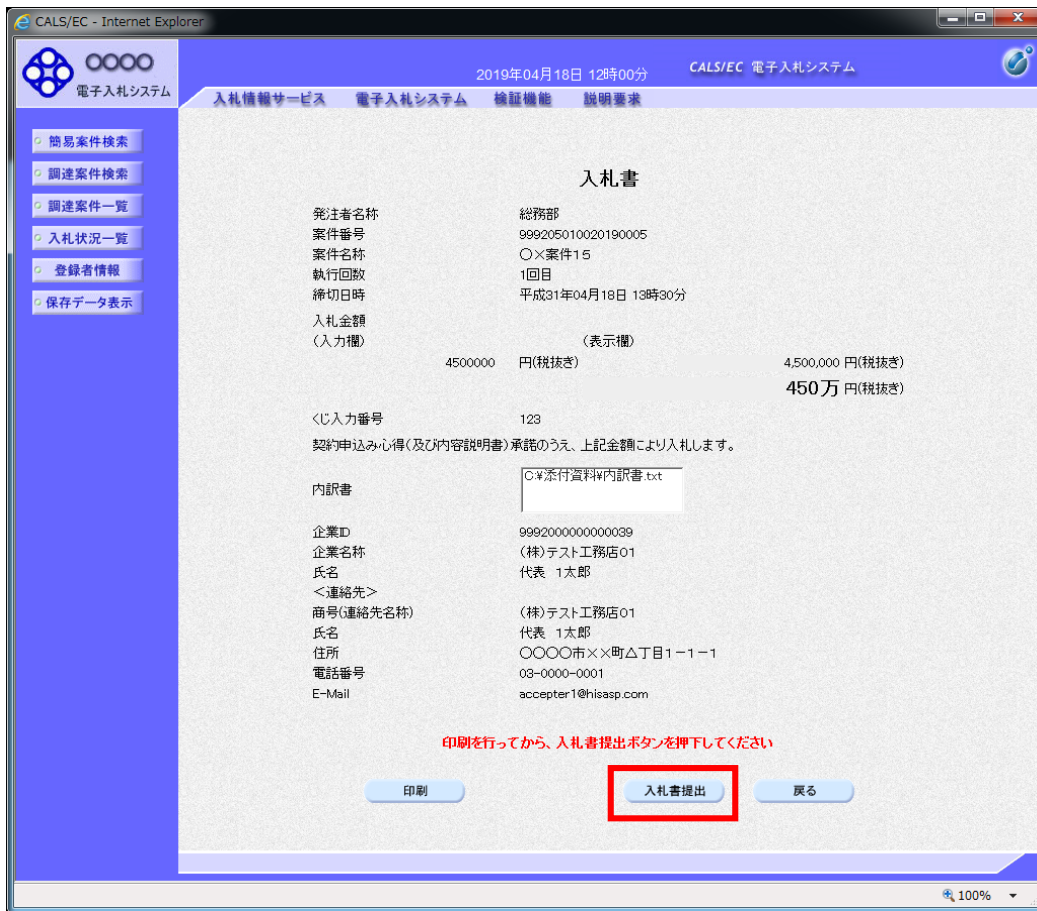 CALS/EC - Internet Explorer
〇〇〇〇
電子入札システム
2019年04月18日 12時00分
CALS/EC 電子入札システム
入札情報サービス 電子入札システム 検証機能 説明要求
簡易案件検索
調達案件検索
調達案件一覧
入札状況一覧
登録者情報
保存データ表示
入札書
発注者名称 総務部
案件番号 999205010020190005
案件名称 〇×案件15
執行回数 1回目
締切日時 平成31年04月18日 13時30分
入札金額
(入力欄) (表示欄)
4500000 円(税抜き) 4,500,000 円(税抜き)
450万 円(税抜き)
くじ入力番号 123
契約申込み心得(及び内容説明書)承諾のうえ、上記金額により入札します。
内訳書 C:¥添付資料¥内訳書.txt
企業ID 9992000000000039
企業名称 (株)テスト工務店01
氏名 代表 1太郎
<連絡先>
商号(連絡先名称) (株)テスト工務店01
氏名 代表 1太郎
住所 〇〇〇〇市××町△丁目1-1-1
電話番号 03-0000-0001
E-Mail accepter1@hisasp.com
印刷を行ってから、入札書提出ボタンを押下してください
印刷 入札書提出 戻る
100%